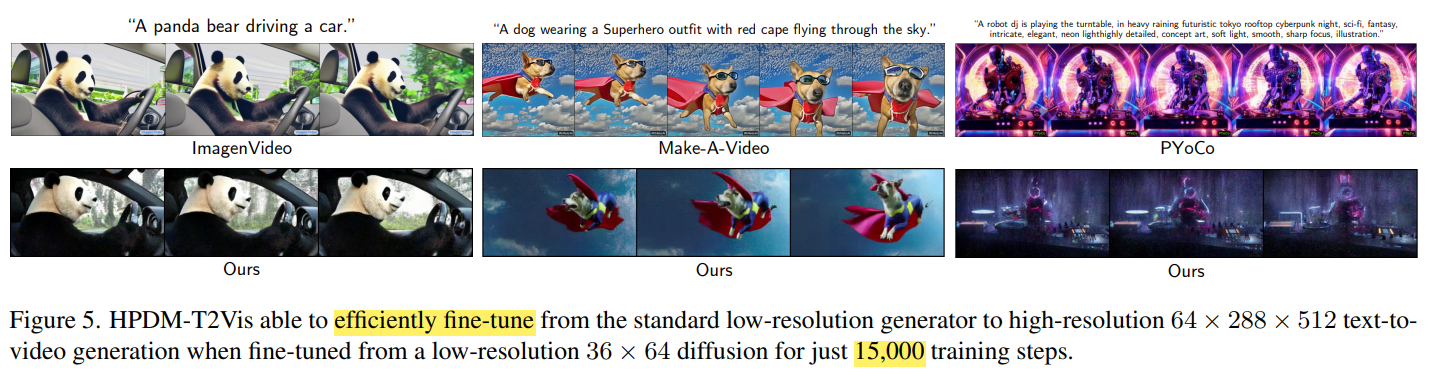 "A panda bear driving a car."
ImagenVideo
Ours
"A dog wearing a Superhero outfit with red cape flying through the sky."
Make-A-Video
Ours
"A robot dj is playing the turntable, in heavy raining futuristic tokyo rooftop cyberpunk night, sci-fi, fantasy,
intricate, elegant, neon lighthighly detailed, concept art, soft light, smooth, sharp focus, illustration."
PYoCo
Ours
Figure 5. HPDM-T2Vis able to efficiently fine-tune from the standard low-resolution generator to high-resolution 64 × 288 × 512 text-to-
video generation when fine-tuned from a low-resolution 36 × 64 diffusion for just 15,000 training steps.